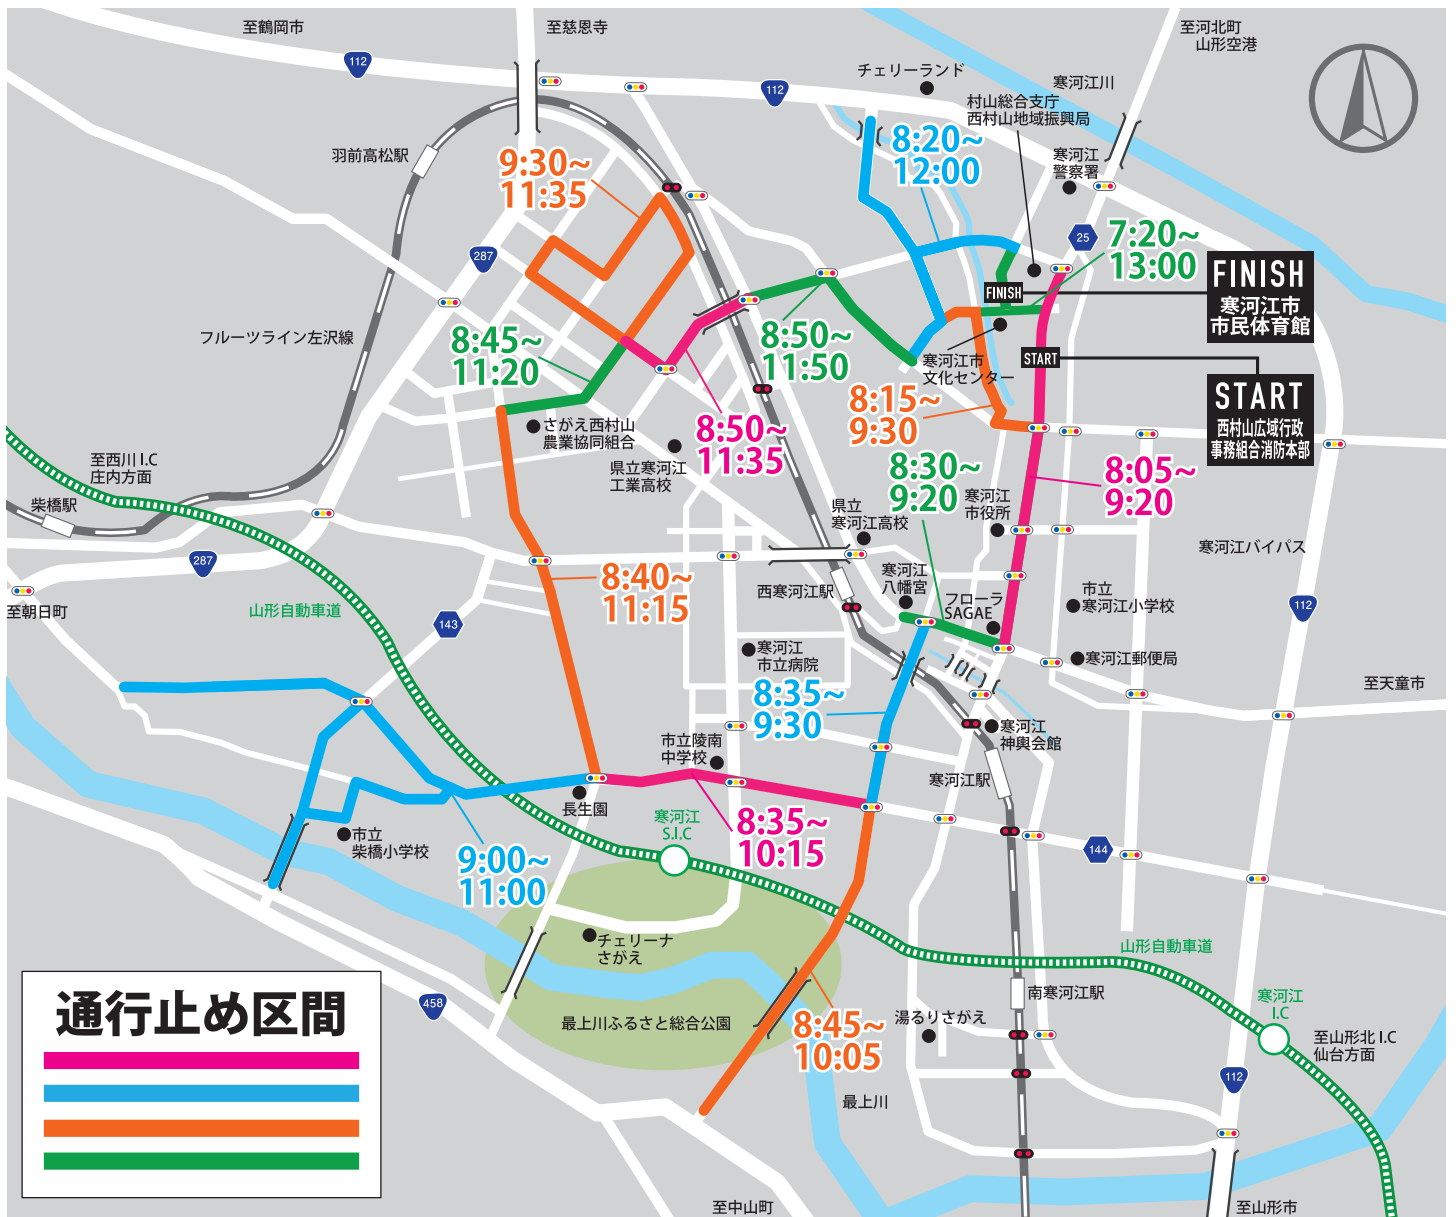 至鶴岡市
至慈恩寺
至河北町
山形空港
112
112
チェリーランド
寒河江川
村山総合支庁
西村山地域振興局
8:20~
12:00
寒河江
警察署
羽前高松駅
9:30~
11:35
287
25
7:20~
13:00
FINISH
FINISH
寒河江市
市民体育館
フルーツライン左沢線
8:45~
11:20
8:50~
11:50
寒河江市
文化センター
START
START
西村山広域行政
事務組合消防本部
さがえ西村山
農業協同組合
8:50~
11:35
8:15~
9:30
至西川I.C
庄内方面
県立寒河江
工業高校
8:30~
9:20
8:05~
9:20
柴橋駅
県立
寒河江高校
寒河江
市役所
寒河江バイパス
287
至朝日町
山形自動車道
143
8:40~
11:15
西寒河江駅
寒河江
八幡宮
フローラ
SAGAE
市立
寒河江小学校
112
寒河江
市立病院
寒河江郵便局
8:35~
9:30
至天童市
市立陵南
中学校
寒河江
神輿会館
寒河江駅
長生園
寒河江
S.I.C
8:35~
10:15
市立
柴橋小学校
9:00~
11:00
144
チェリーナ
さがえ
山形自動車道
通行止め区間
458
最上川ふるさと総合公園
8:45~
10:05
南寒河江駅
湯るりさがえ
寒河江
I.C
至山形北I.C
仙台方面
112
最上川
至中山町
至山形市